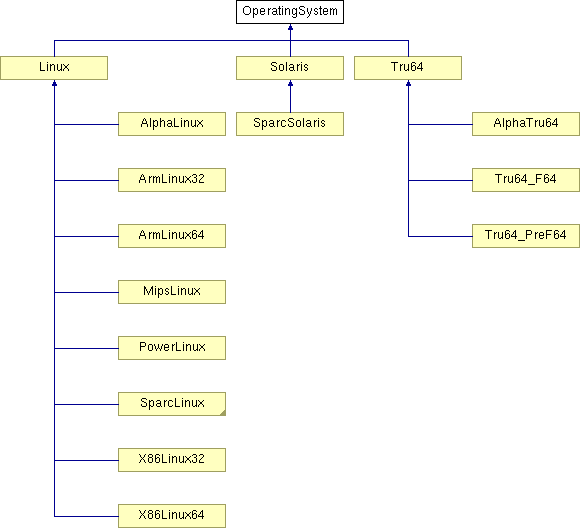 OperatingSystem
Linux
Solaris
Tru64
AlphaLinux
SparcSolaris
AlphaTru64
ArmLinux32
Tru64_F64
ArmLinux64
Tru64_PreF64
MipsLinux
PowerLinux
SparcLinux
X86Linux32
X86Linux64